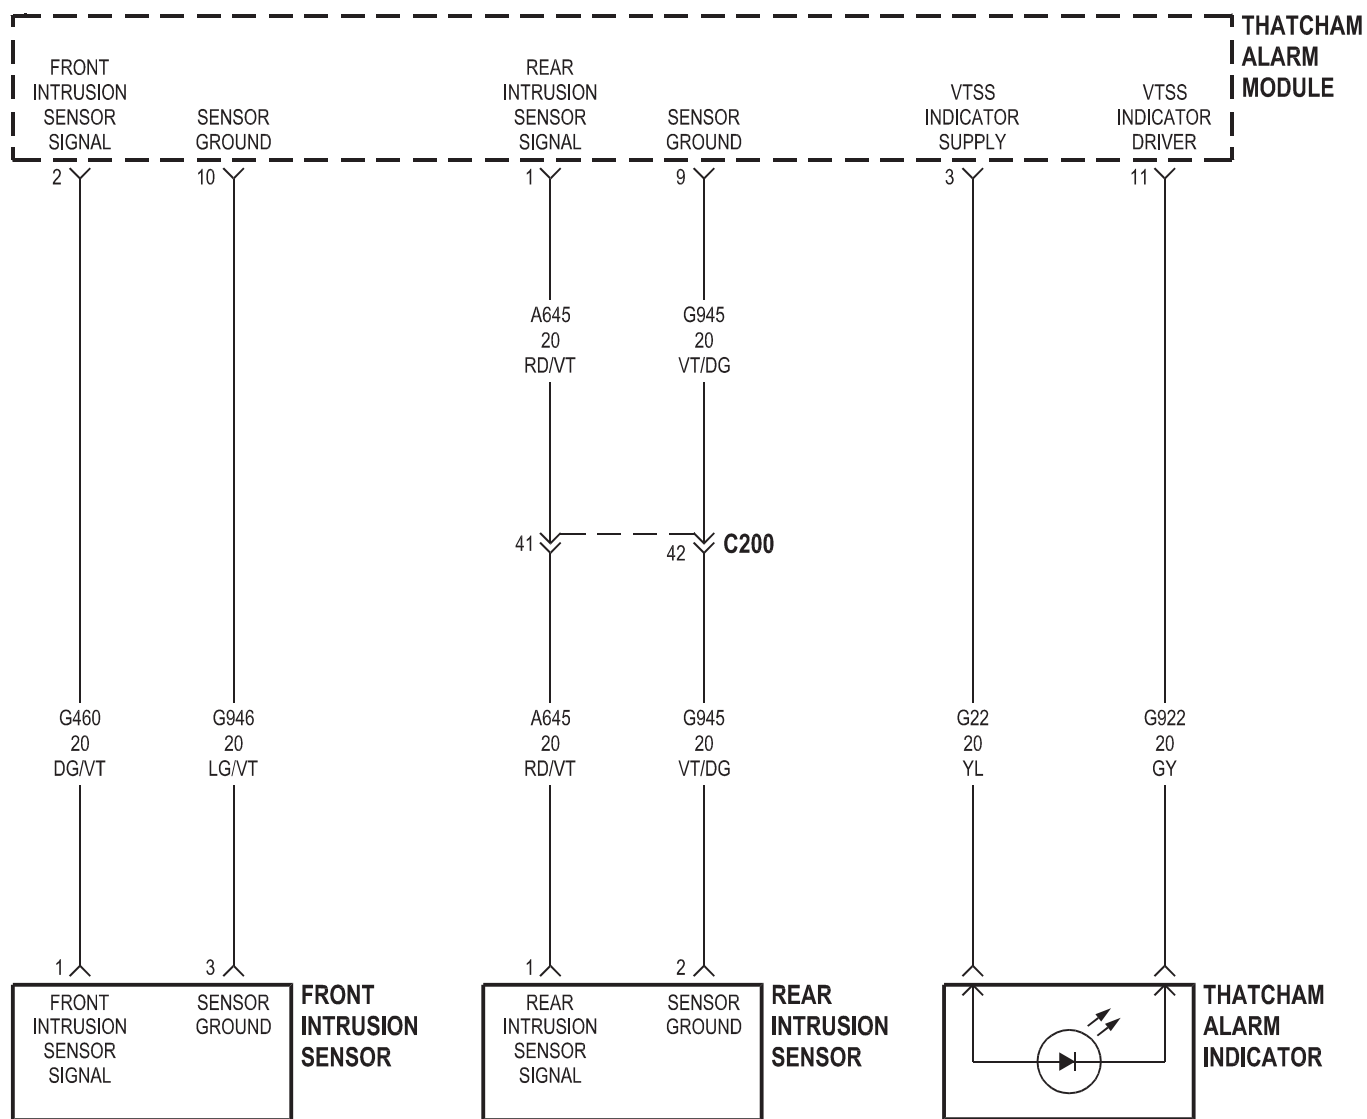 THATCHAM
ALARM
MODULE
FRONT
INTRUSION
SENSOR
SIGNAL
SENSOR
GROUND
REAR
INTRUSION
SENSOR
SIGNAL
SENSOR
GROUND
VTSS
INDICATOR
SUPPLY
VTSS
INDICATOR
DRIVER
2
10
1
9
3
11
A645
20
RD/VT
G945
20
VT/DG
41
42
C200
G460
20
DG/VT
G946
20
LG/VT
A645
20
RD/VT
G945
20
VT/DG
G22
20
YL
G922
20
GY
1
3
1
2
FRONT
INTRUSION
SENSOR
SIGNAL
SENSOR
GROUND
FRONT
INTRUSION
SENSOR
REAR
INTRUSION
SENSOR
SIGNAL
SENSOR
GROUND
REAR
INTRUSION
SENSOR
THATCHAM
ALARM
INDICATOR